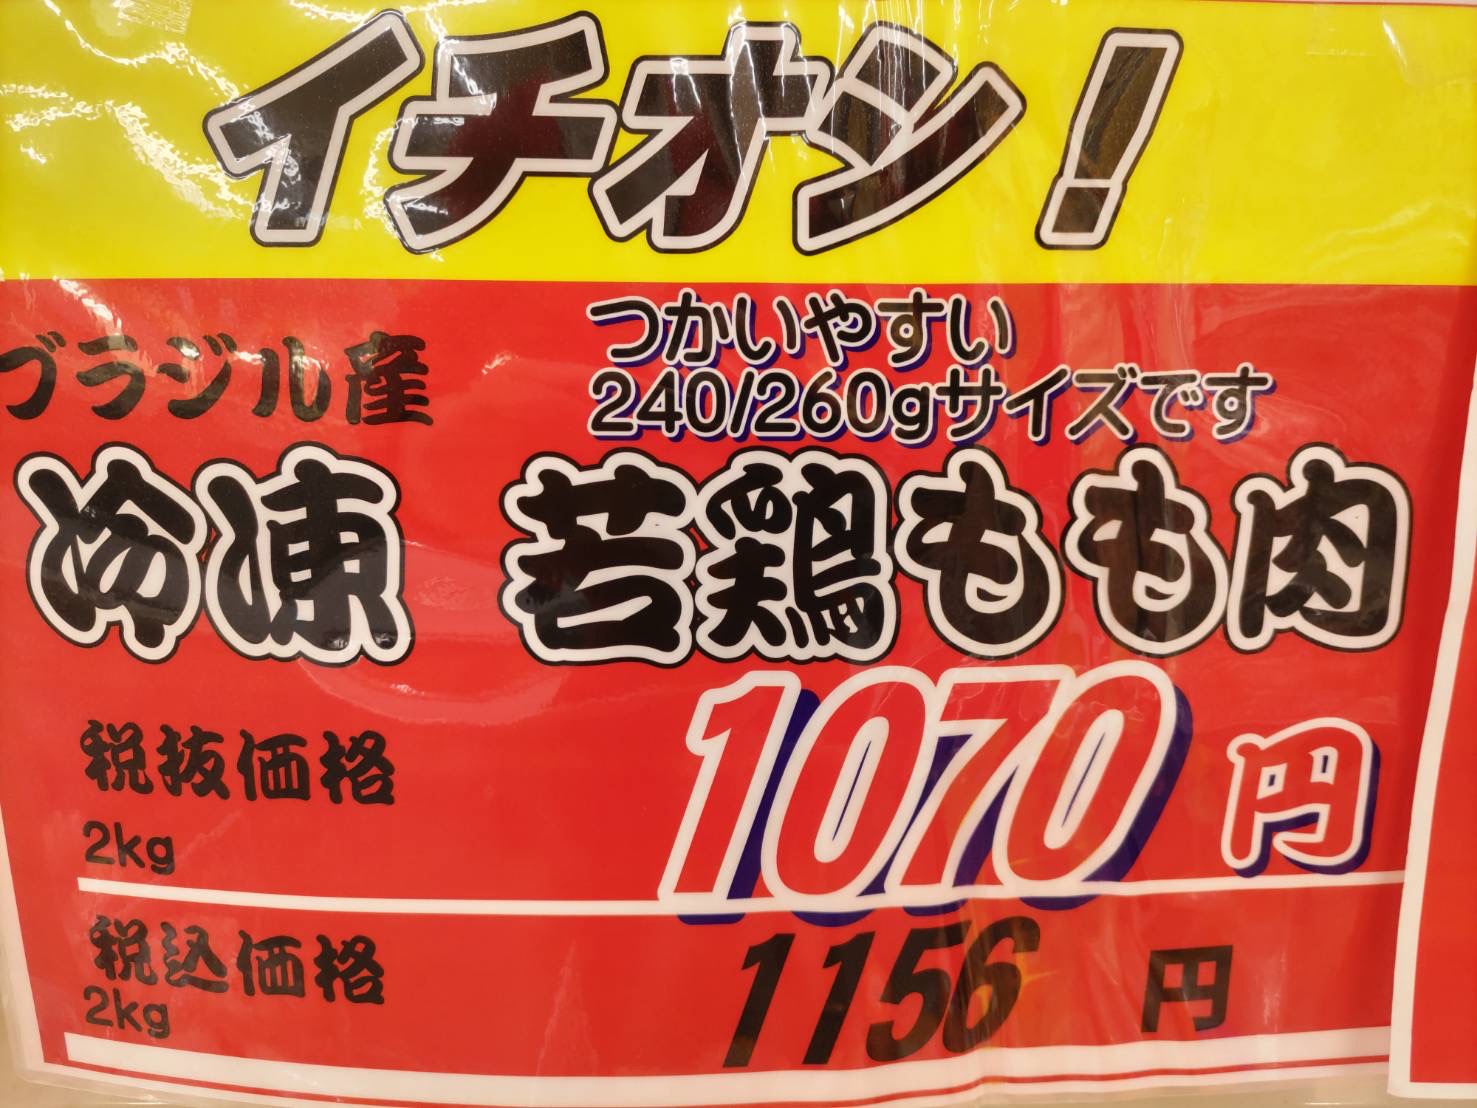 イチオシ！
ブラジル産
つかいやすい
240/260gサイズです
冷凍 若鶏もも肉
税抜価格
2kg
1070円
税込価格
2kg
1156円